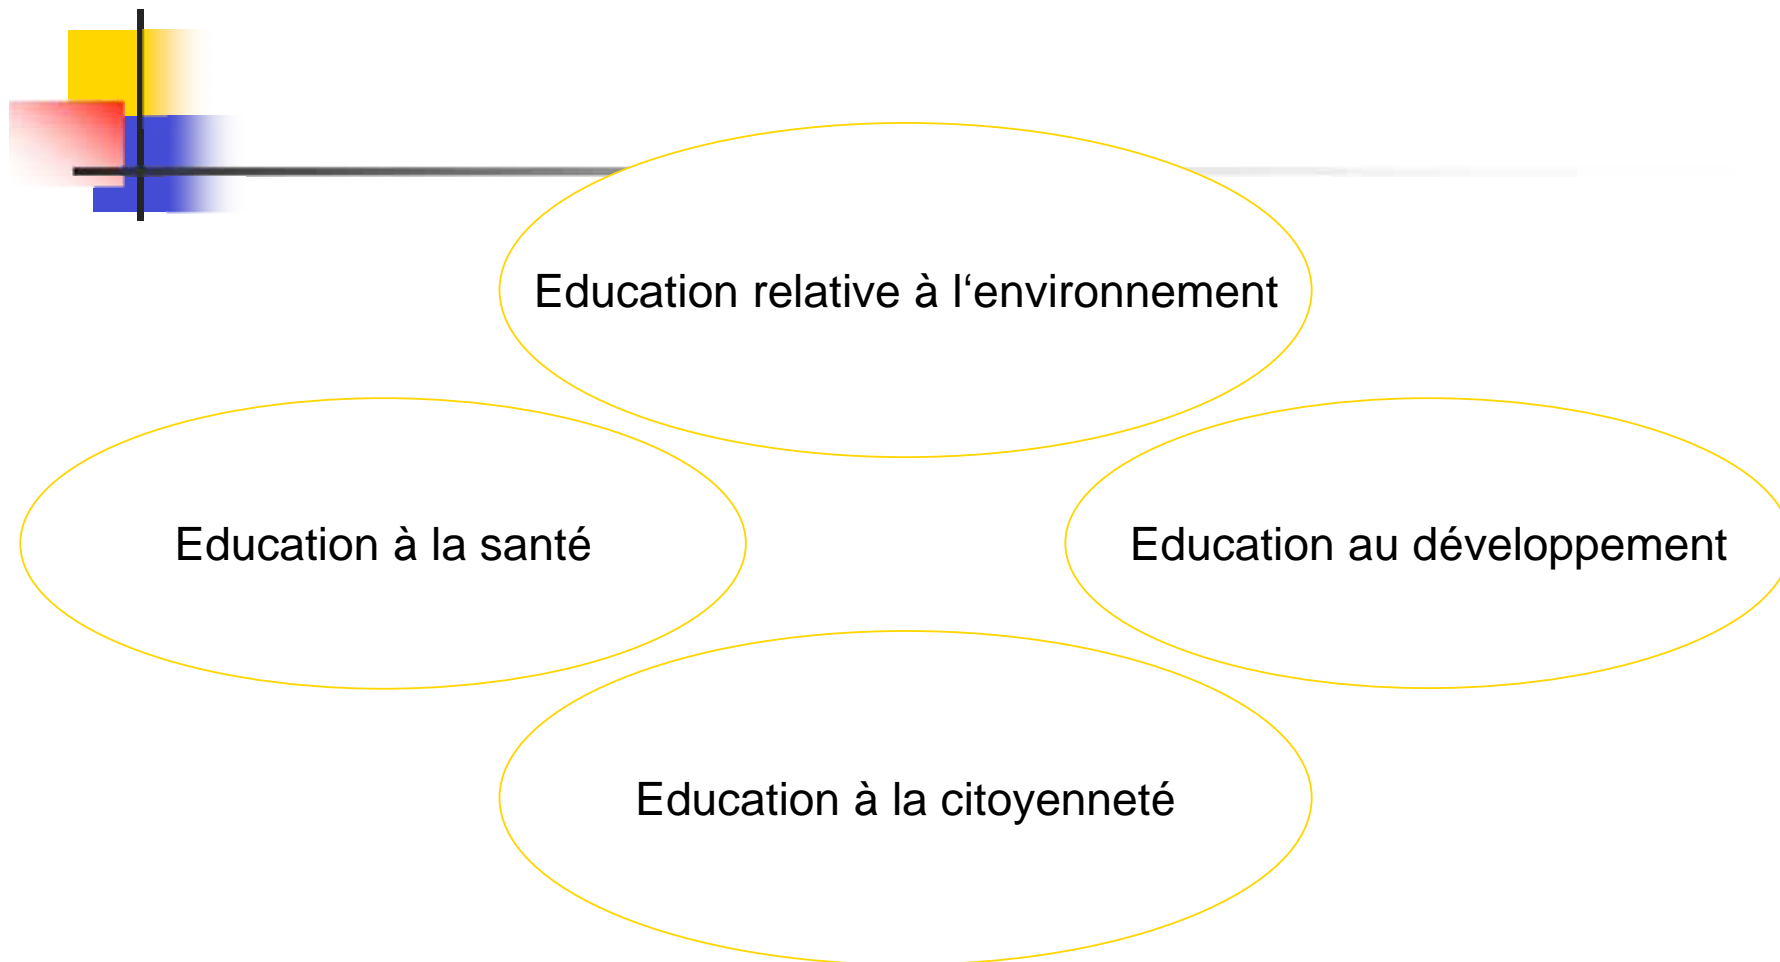 Education relative à l‘environnement
Education à la santé
Education au développement
Education à la citoyenneté